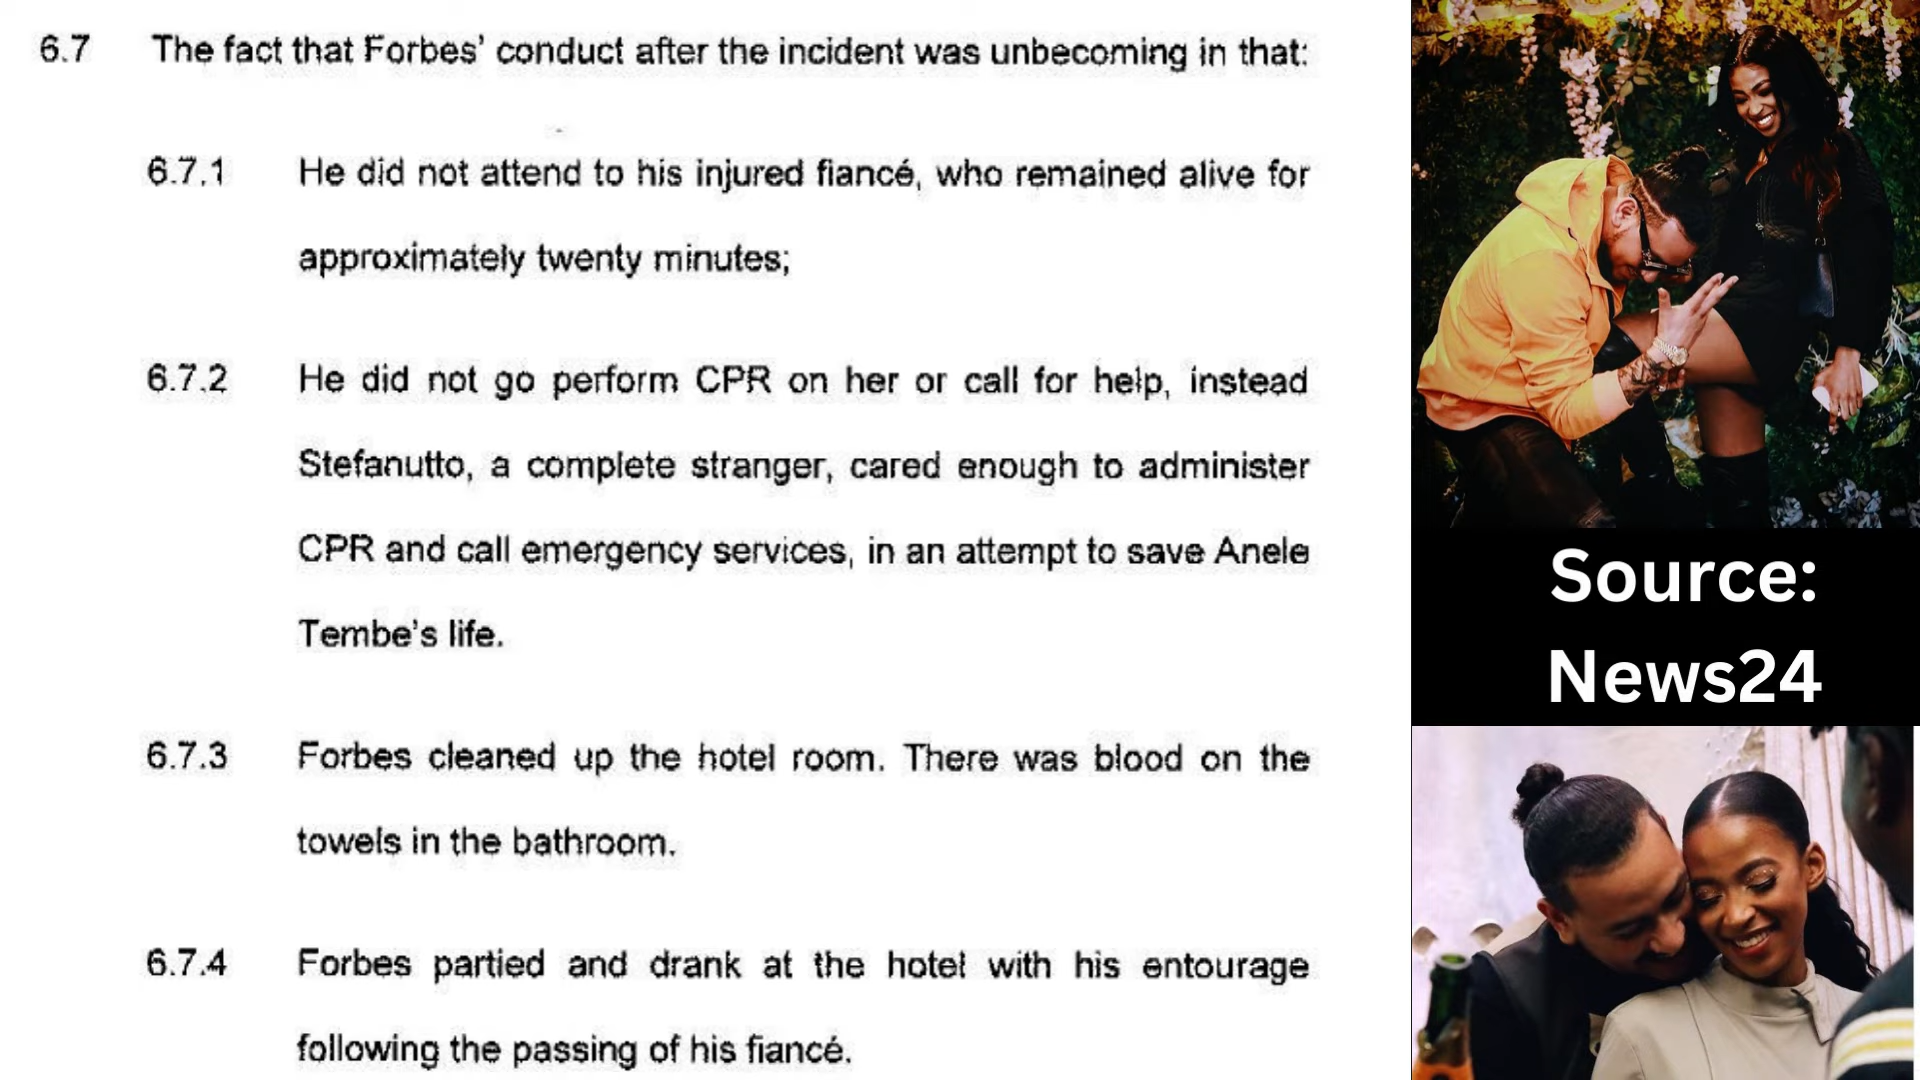 6.7 The fact that Forbes' conduct after the incident was unbecoming in that:
6.7.1 He did not attend to his injured fiancé, who remained alive for
approximately twenty minutes;
6.7.2 He did not go perform CPR on her or call for help, instead
Stefanutto, a complete stranger, cared enough to administer
CPR and call emergency services, in an attempt to save Anele
Tembe's life.
6.7.3 Forbes cleaned up the hotel room. There was blood on the
towels in the bathroom.
6.7.4 Forbes partied and drank at the hotel with his entourage
following the passing of his fiancé.
Source:
News24